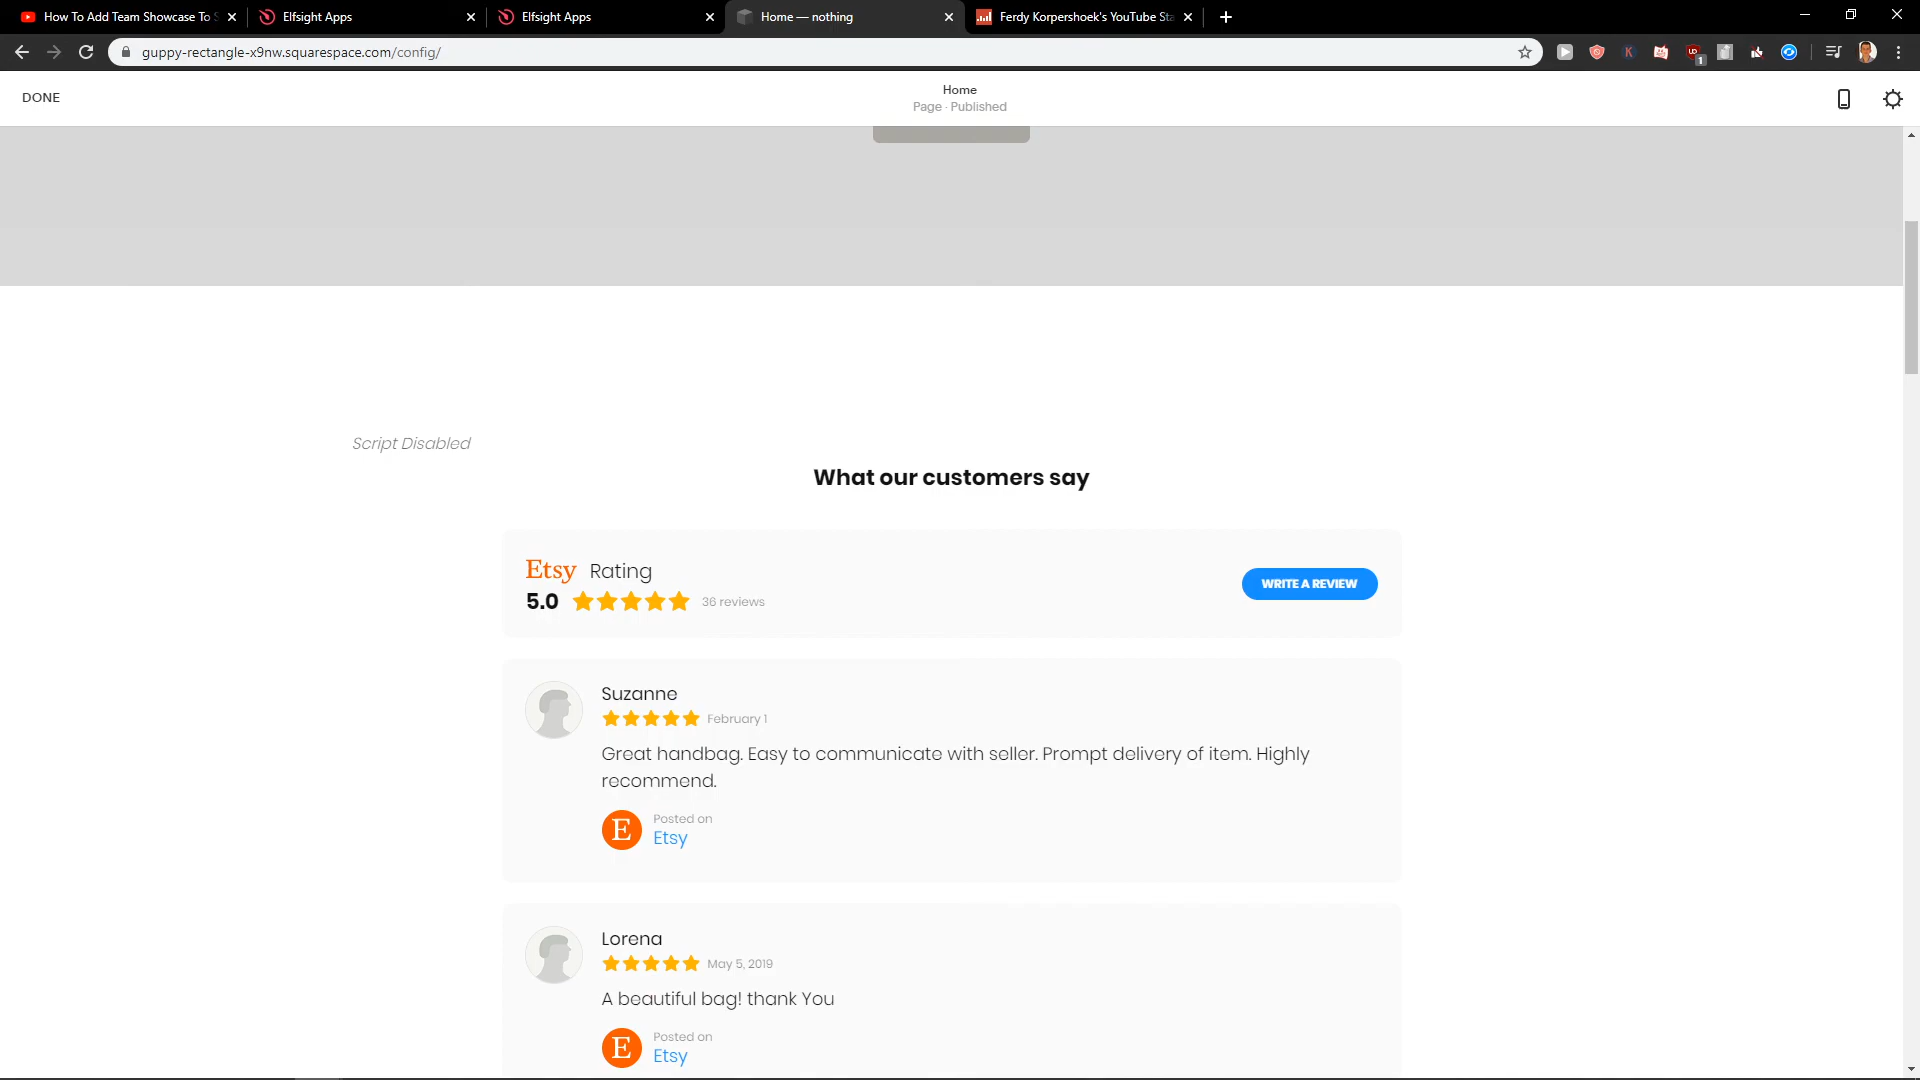 How To Add Team Showcase To S
Elfsight Apps
Elfsight Apps
Home — nothing
Ferdy Korpershoek's YouTube Sta
guppy-rectangle-x9nw.squarespace.com/config/
K
1
DONE
Home
Page · Published
Script Disabled
What our customers say
Etsy Rating
5.0
36 reviews
WRITE A REVIEW
Suzanne
February 1
Great handbag. Easy to communicate with seller. Prompt delivery of item. Highly
recommend.
E
Posted on
Etsy
Lorena
May 5, 2019
A beautiful bag! thank You
E
Posted on
Etsy